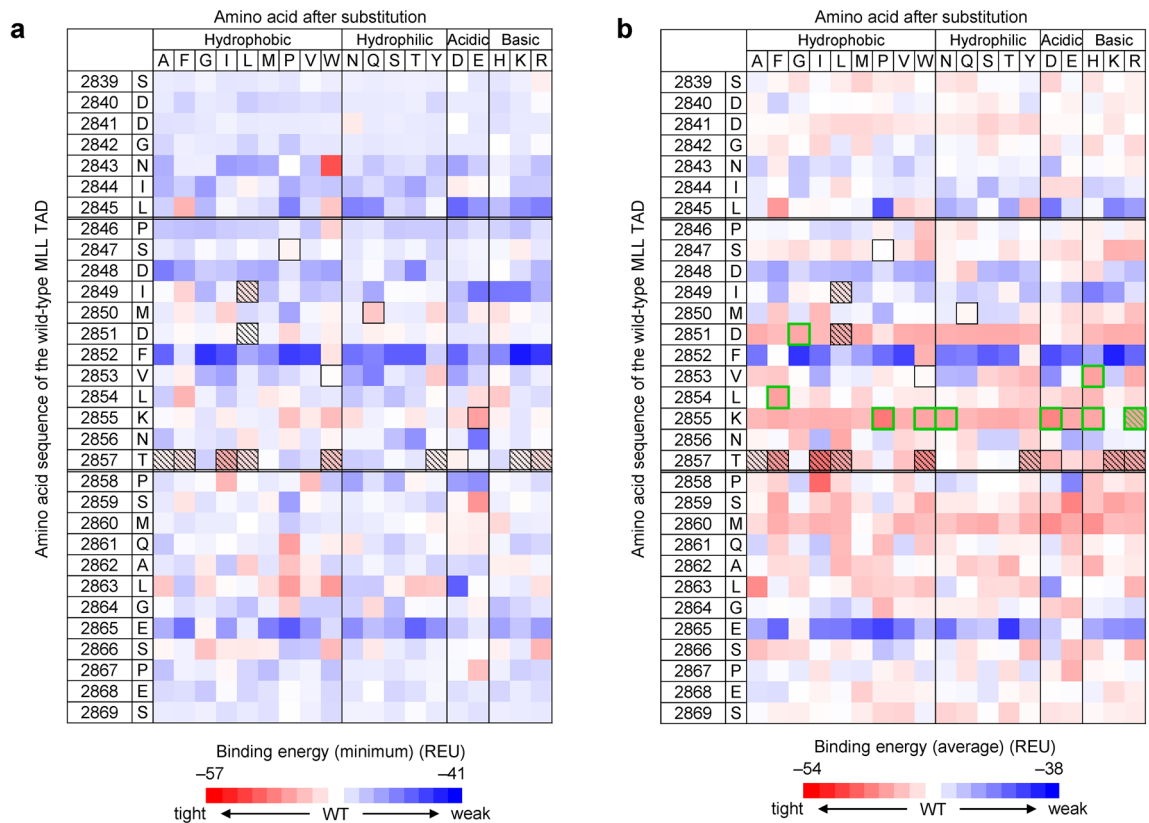 a
Amino acid after substitution
Hydrophobic Hydrophilic Acidic Basic
A F G I L M P V W N Q S T Y D E H K R
Amino acid sequence of the wild-type MLL TAD
2839 S
2840 D
2841 D
2842 G
2843 N
2844 I
2845 L
2846 P
2847 S
2848 D
2849 I
2850 M
2851 D
2852 F
2853 V
2854 L
2855 K
2856 N
2857 T
2858 P
2859 S
2860 M
2861 Q
2862 A
2863 L
2864 G
2865 E
2866 S
2867 P
2868 E
2869 S
Binding energy (minimum) (REU)
–57 –41
tight WT weak
b
Amino acid after substitution
Hydrophobic Hydrophilic Acidic Basic
A F G I L M P V W N Q S T Y D E H K R
Amino acid sequence of the wild-type MLL TAD
2839 S
2840 D
2841 D
2842 G
2843 N
2844 I
2845 L
2846 P
2847 S
2848 D
2849 I
2850 M
2851 D
2852 F
2853 V
2854 L
2855 K
2856 N
2857 T
2858 P
2859 S
2860 M
2861 Q
2862 A
2863 L
2864 G
2865 E
2866 S
2867 P
2868 E
2869 S
Binding energy (average) (REU)
–54 –38
tight WT weak